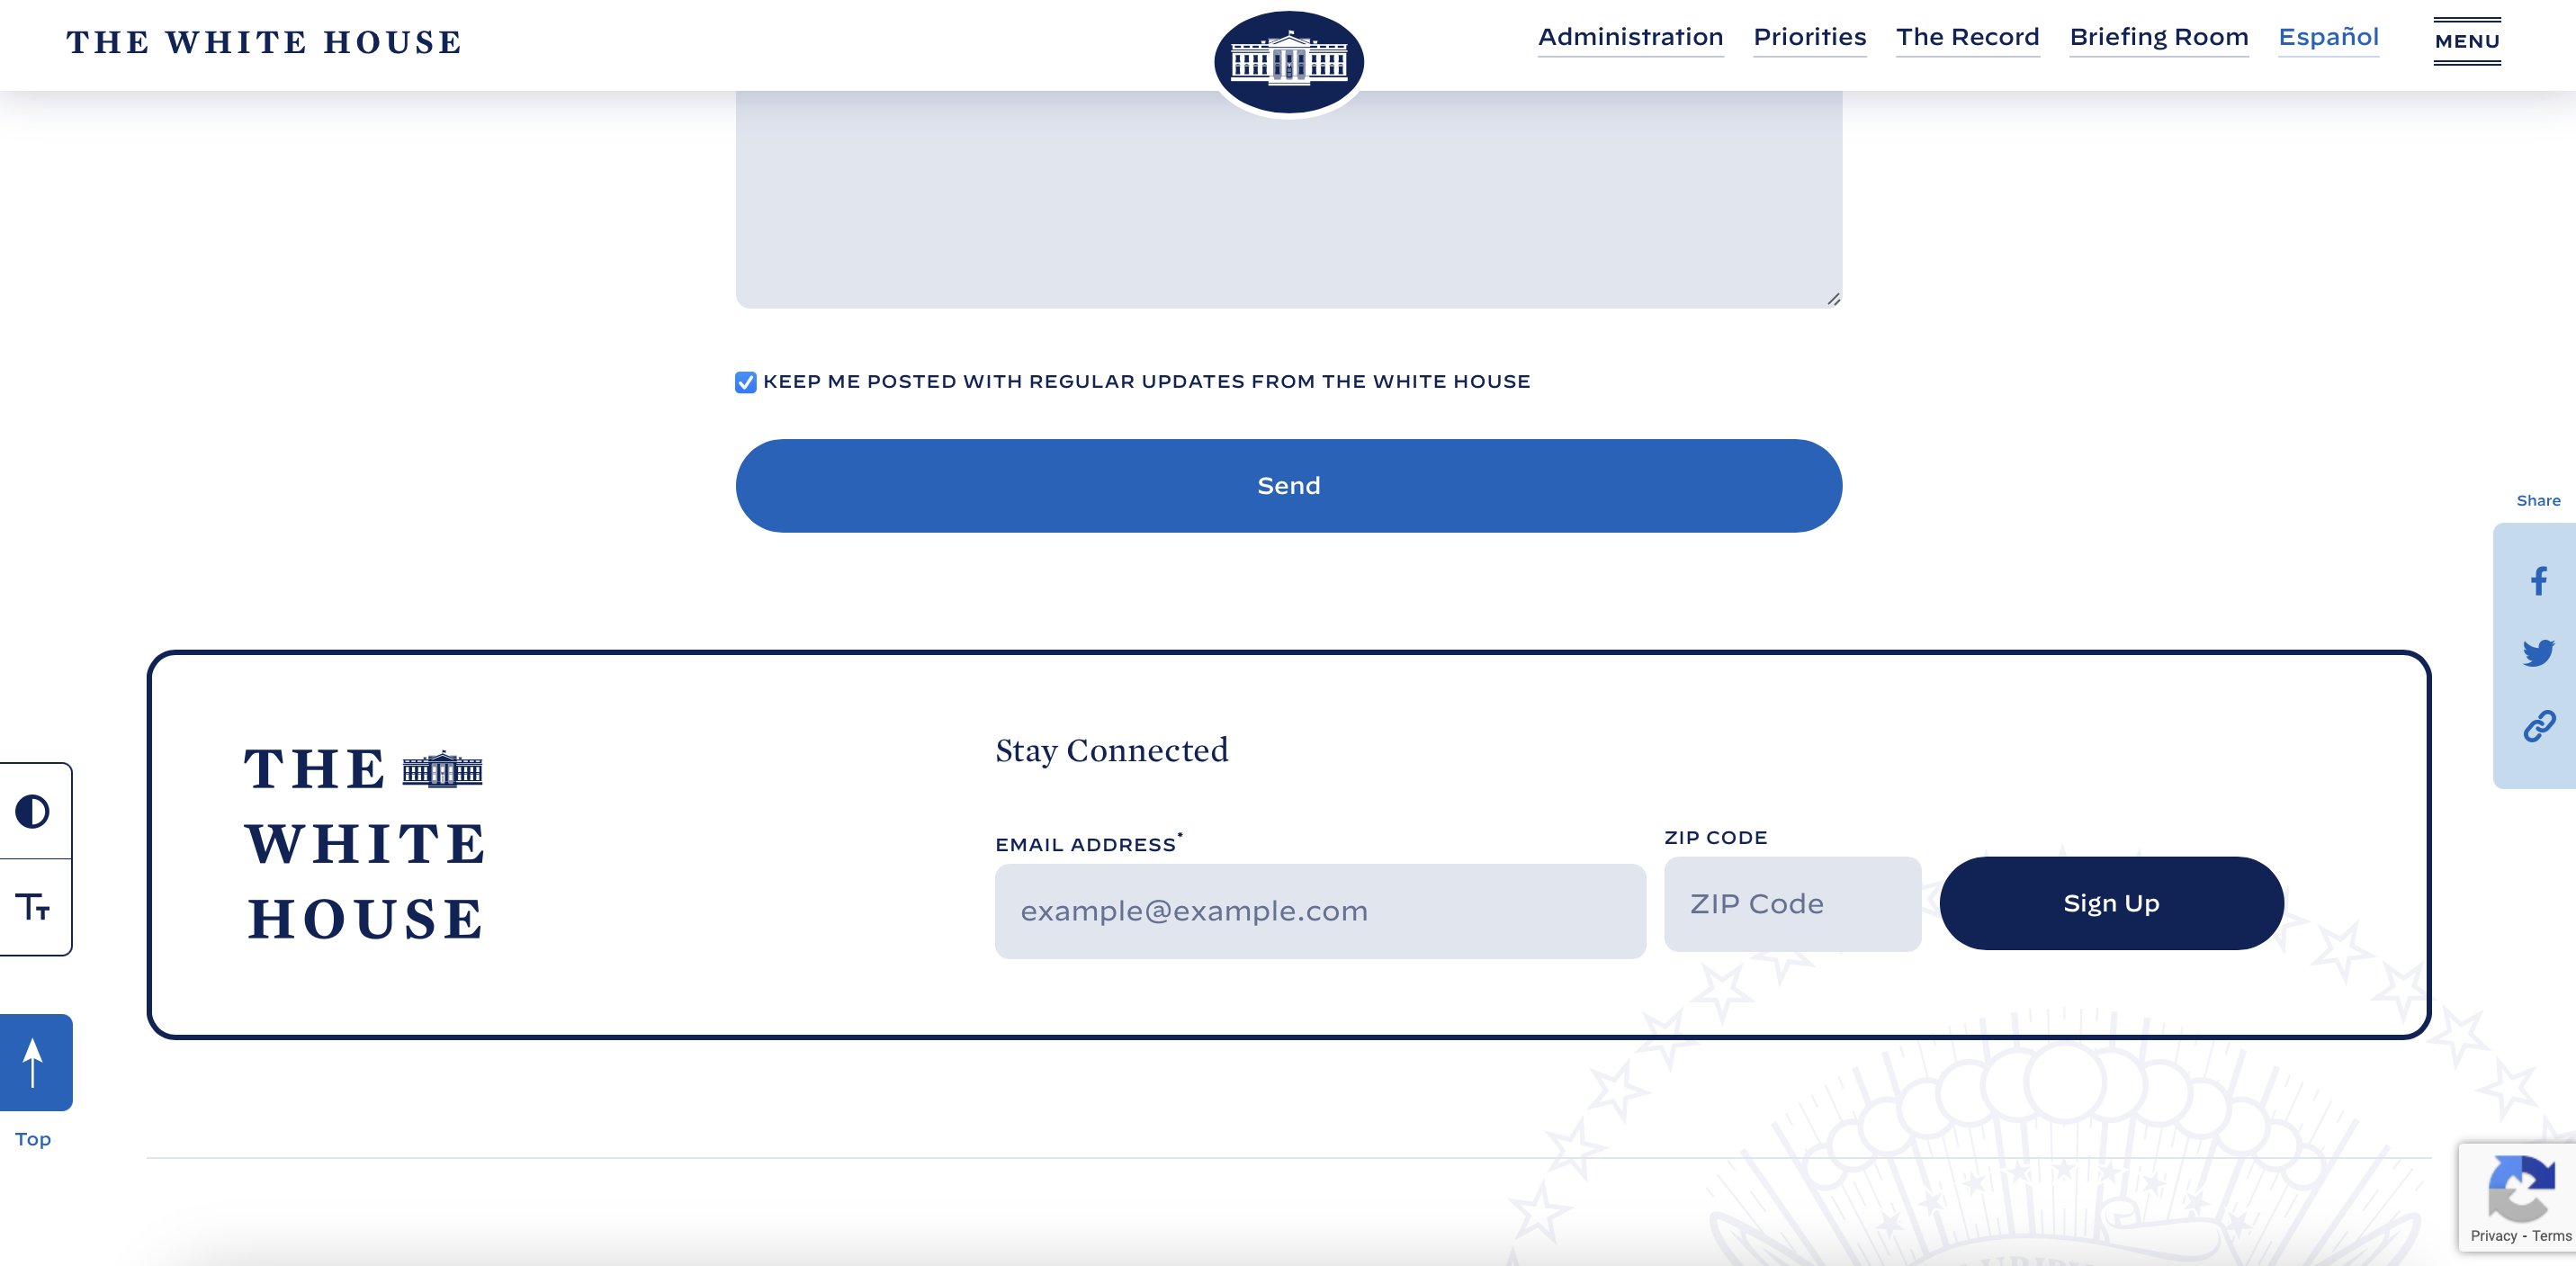 THE WHITE HOUSE
Administration
Priorities
The Record
Briefing Room
Español
MENU
KEEP ME POSTED WITH REGULAR UPDATES FROM THE WHITE HOUSE
Send
Share
THE
WHITE
HOUSE
Stay Connected
EMAIL ADDRESS*
example@example.com
ZIP CODE
ZIP Code
Sign Up
Tт
Top
Privacy - Terms